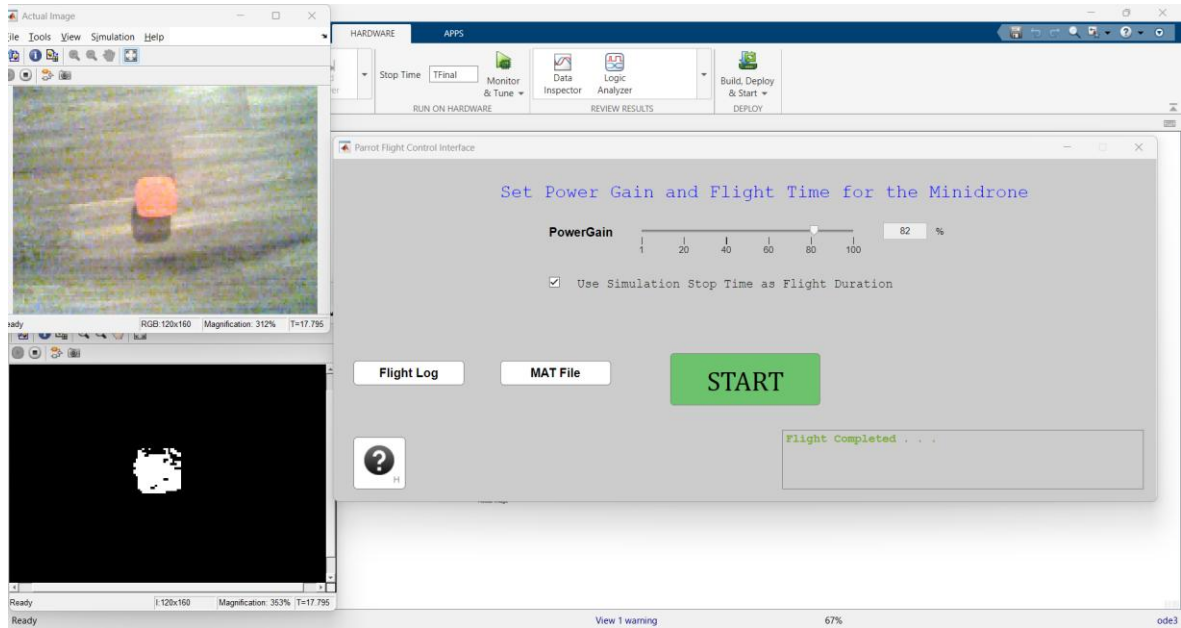 Actual Image
File Tools View Simulation Help
Ready
RGB:120x160 Magnification: 312% T=17.795
Ready
I:120x160 Magnification: 353% T=17.795
HARDWARE APPS
Stop Time TFinal
Monitor & Tune
Data Inspector
Logic Analyzer
Build, Deploy & Start
RUN ON HARDWARE REVIEW RESULTS DEPLOY
Parrot Flight Control Interface
Set Power Gain and Flight Time for the Minidrone
PowerGain 82 %
1 20 40 60 80 100
Use Simulation Stop Time as Flight Duration
Flight Log MAT File START
Flight Completed . . .
H
Ready View 1 warning 67% ode3